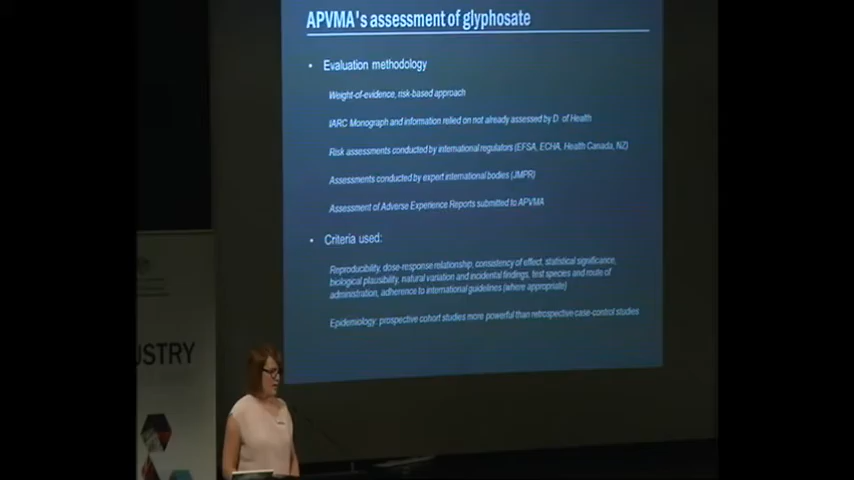 APVMA's assessment of glyphosate
• Evaluation methodology
Weight-of-evidence, risk-based approach
IARC Monograph and information relied on not already assessed by D. of Health
Risk assessments conducted by international regulators (EFSA, ECHA, Health Canada, NZ)
Assessments conducted by expert international bodies (JMPR)
Assessment of Adverse Experience Reports submitted to APVMA
• Criteria used:
Reproducibility, dose-response relationship, consistency of effect, statistical significance,
biological plausibility, natural variation and incidental findings, test species and route of
administration, adherence to international guidelines (where appropriate)
Epidemiology: prospective cohort studies more powerful than retrospective case-control studies
USTRY